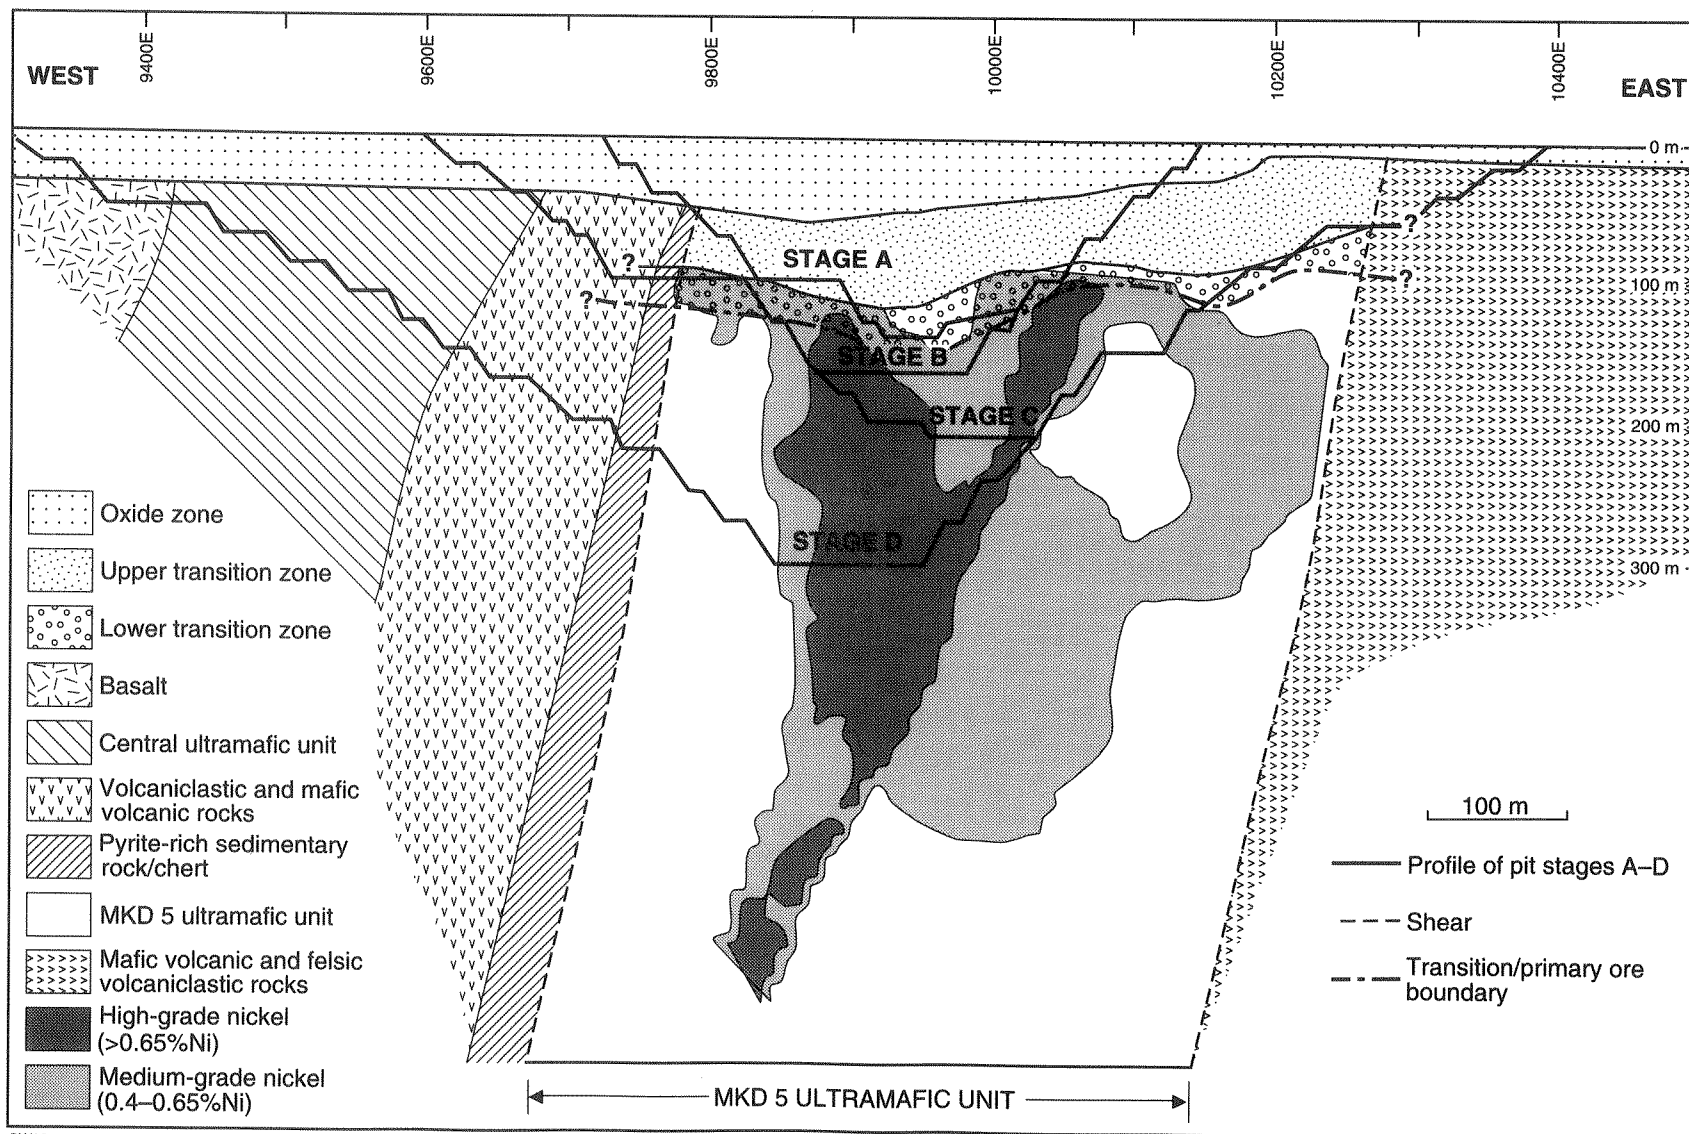 9400E
9600E
9800E
10000E
10200E
10400E
WEST
EAST
0 m
100 m
200 m
300 m
?
?
?
?
STAGE A
STAGE B
STAGE C
STAGE D
Oxide zone
Upper transition zone
Lower transition zone
Basalt
Central ultramafic unit
Volcaniclastic and mafic
volcanic rocks
Pyrite-rich sedimentary
rock/chert
MKD 5 ultramafic unit
Mafic volcanic and felsic
volcaniclastic rocks
High-grade nickel
(>0.65%Ni)
Medium-grade nickel
(0.4–0.65%Ni)
100 m
Profile of pit stages A–D
Shear
Transition/primary ore
boundary
MKD 5 ULTRAMAFIC UNIT